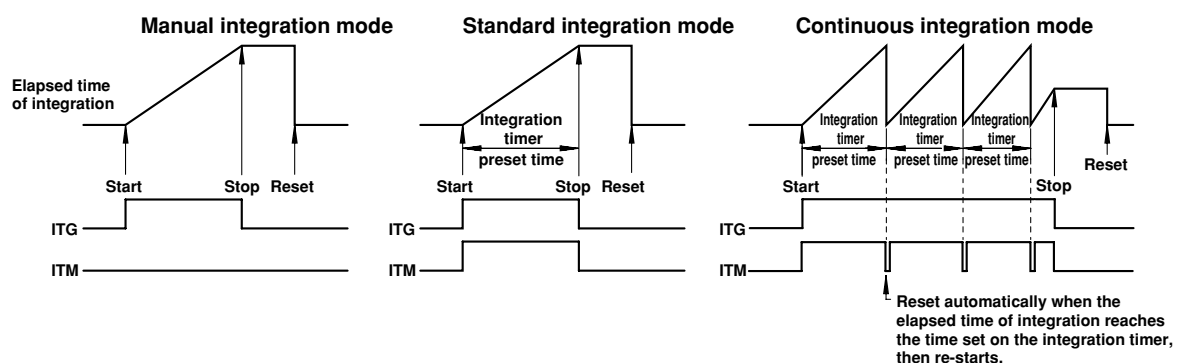 Manual integration mode
Standard integration mode
Continuous integration mode
Elapsed time
of integration
Start
Stop
Reset
ITG
ITM
Integration
timer
preset time
Start
Stop
Reset
ITG
ITM
Integration
timer
preset time
Integration
timer
preset time
Integration
timer
preset time
Start
Stop
Reset
ITG
ITM
Reset automatically when the
elapsed time of integration reaches
the time set on the integration timer,
then re-starts.